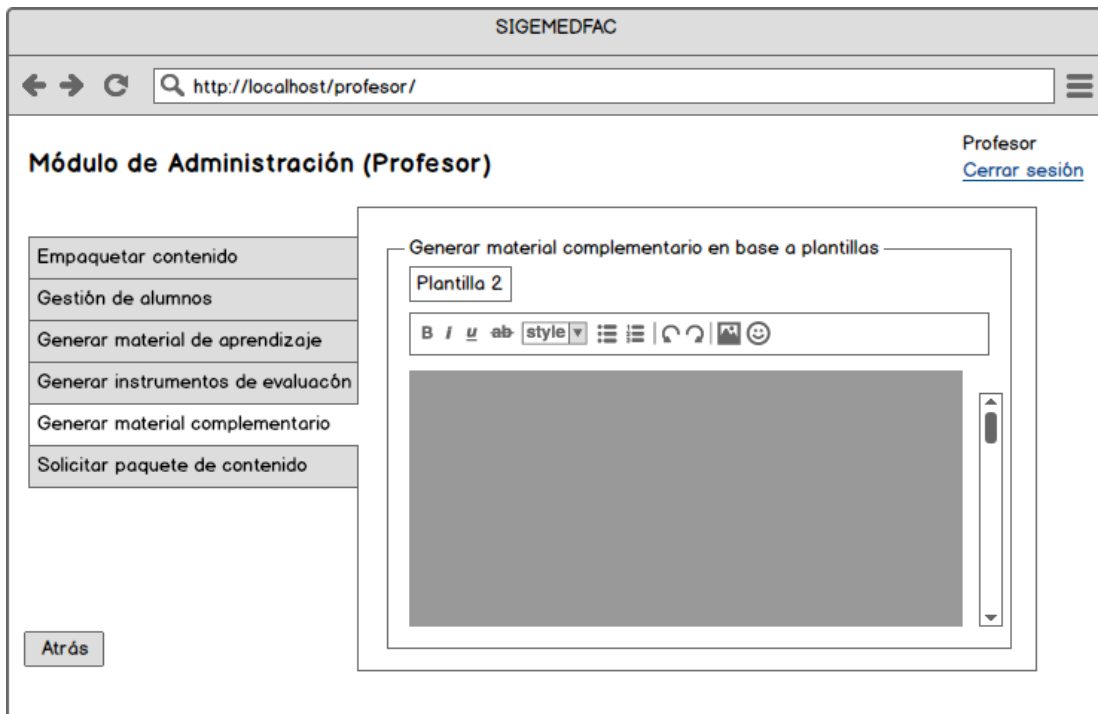 SIGEMEDFAC
http://localhost/profesor/
Módulo de Administración (Profesor)
Profesor
Cerrar sesión
Empaquetar contenido
Gestión de alumnos
Generar material de aprendizaje
Generar instrumentos de evaluacón
Generar material complementario
Solicitar paquete de contenido
Generar material complementario en base a plantillas
Plantilla 2
B i u ab style
Atrás